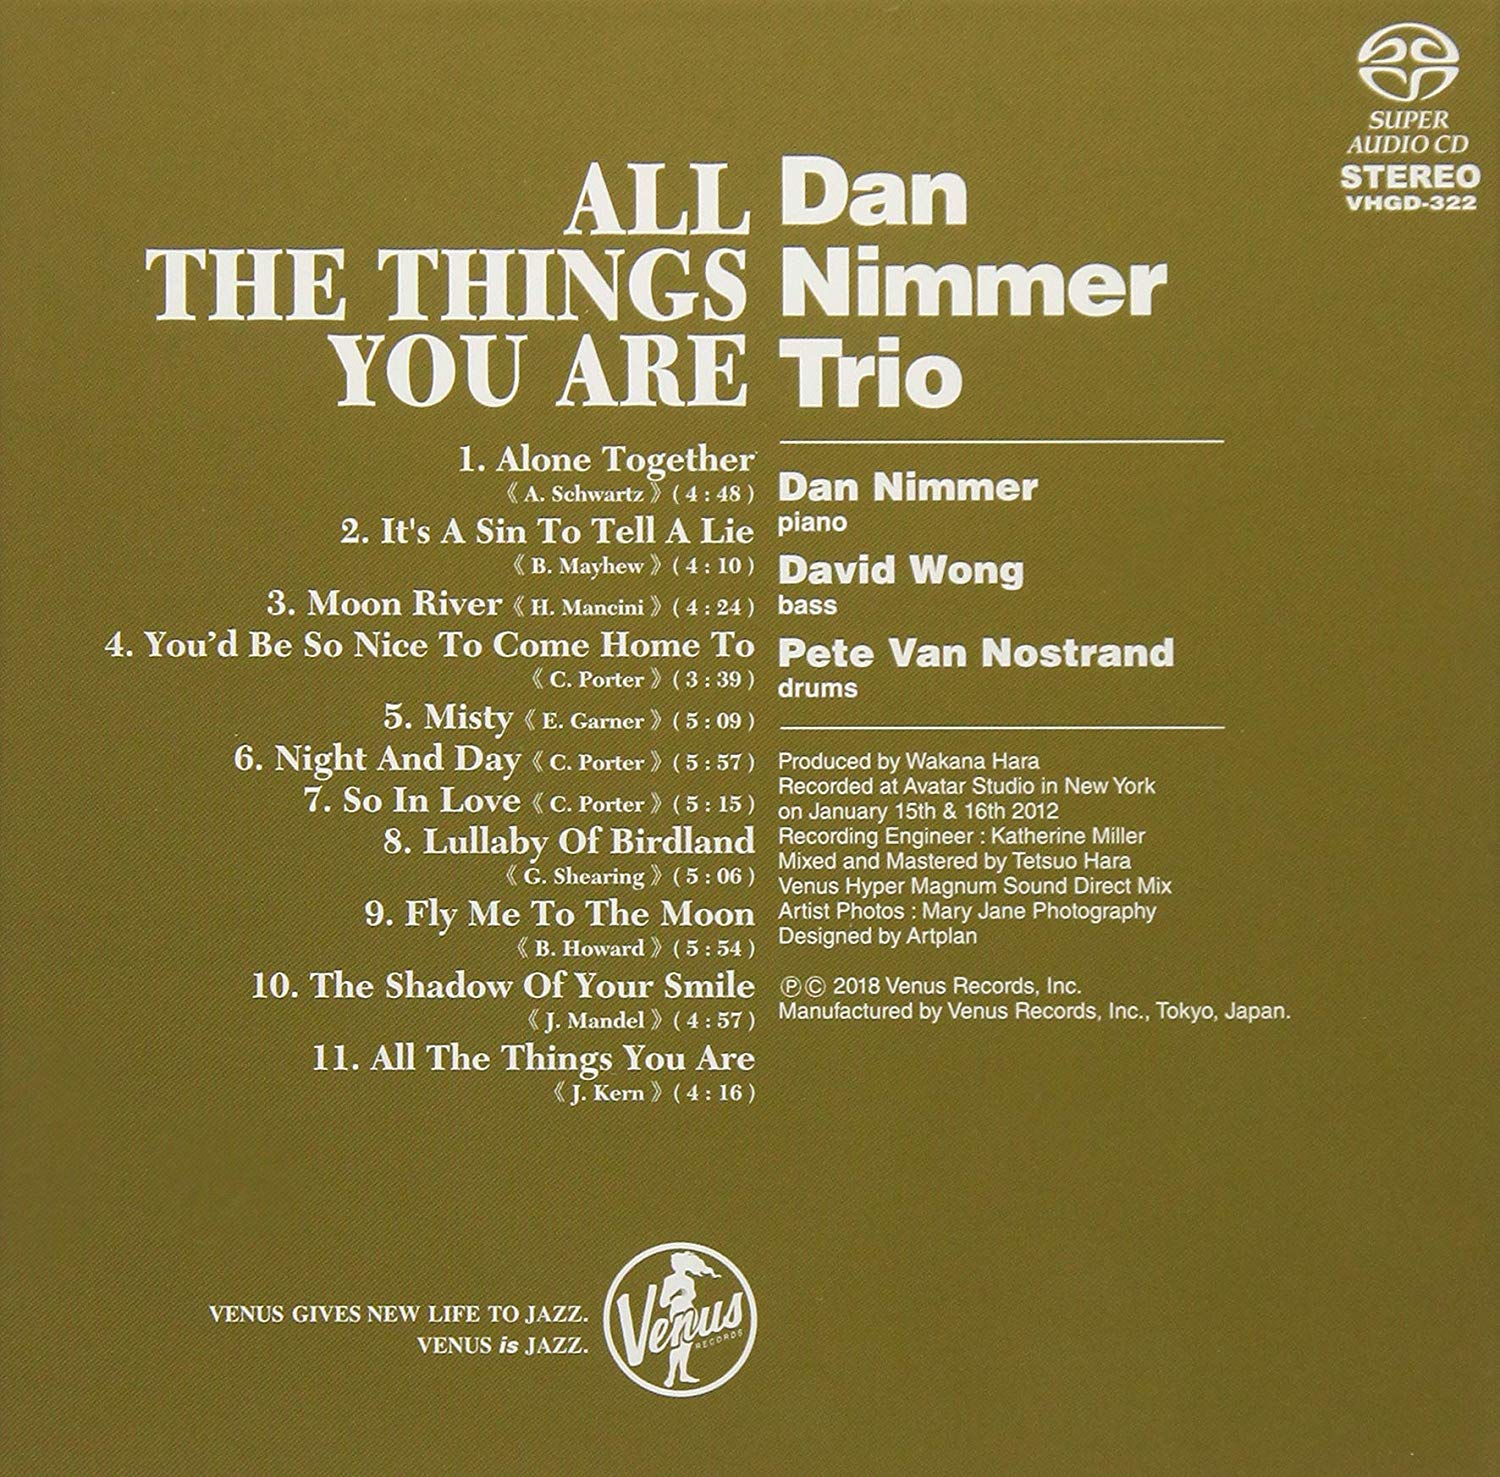 SUPER
AUDIO CD
STEREO
VHGD-322
ALL
THE THINGS
YOU ARE
Dan
Nimmer
Trio
1. Alone Together
《 A. Schwartz 》 ( 4 : 48 )
2. It's A Sin To Tell A Lie
《 B. Mayhew 》 ( 4 : 10 )
3. Moon River 《 H. Mancini 》 ( 4 : 24 )
4. You’d Be So Nice To Come Home To
《 C. Porter 》 ( 3 : 39 )
5. Misty 《 E. Garner 》 ( 5 : 09 )
6. Night And Day 《 C. Porter 》 ( 5 : 57 )
7. So In Love 《 C. Porter 》 ( 5 : 15 )
8. Lullaby Of Birdland
《 G. Shearing 》 ( 5 : 06 )
9. Fly Me To The Moon
《 B. Howard 》 ( 5 : 54 )
10. The Shadow Of Your Smile
《 J. Mandel 》 ( 4 : 57 )
11. All The Things You Are
《 J. Kern 》 ( 4 : 16 )
Dan Nimmer
piano
David Wong
bass
Pete Van Nostrand
drums
Produced by Wakana Hara
Recorded at Avatar Studio in New York
on January 15th & 16th 2012
Recording Engineer : Katherine Miller
Mixed and Mastered by Tetsuo Hara
Venus Hyper Magnum Sound Direct Mix
Artist Photos : Mary Jane Photography
Designed by Artplan
℗© 2018 Venus Records, Inc.
Manufactured by Venus Records, Inc., Tokyo, Japan.
VENUS GIVES NEW LIFE TO JAZZ.
VENUS is JAZZ.
Venus
RECORDS